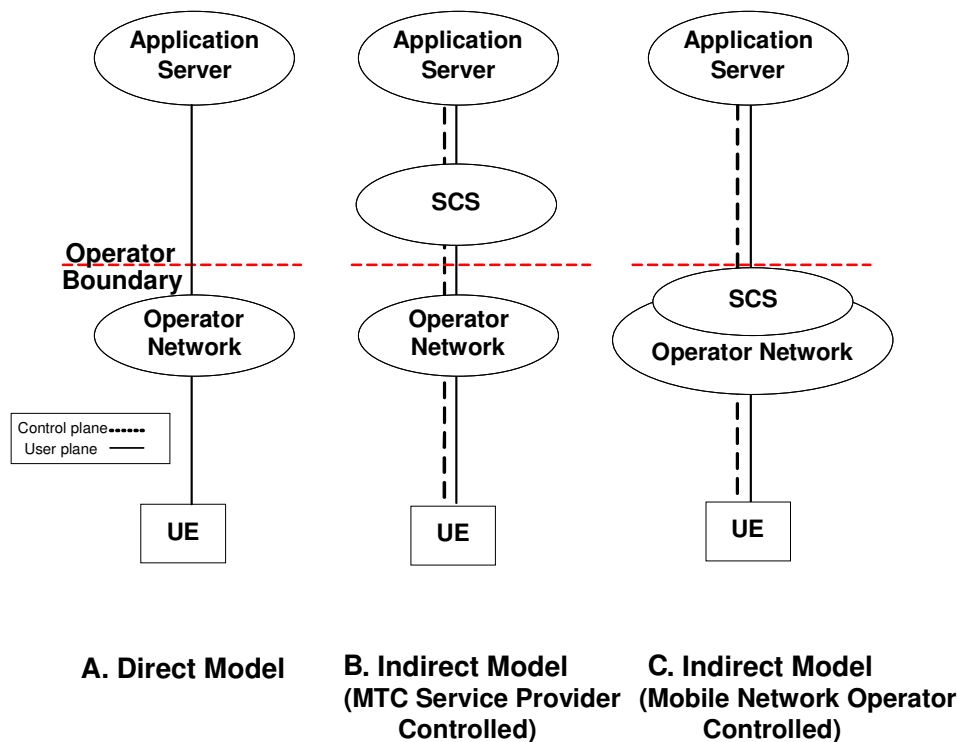 Application
Server
Application
Server
Application
Server
SCS
Operator
Boundary
SCS
Operator
Network
Operator
Network
Operator Network
Control plane
User plane
UE
UE
UE
A. Direct Model
B. Indirect Model
(MTC Service Provider
Controlled)
C. Indirect Model
(Mobile Network Operator
Controlled)